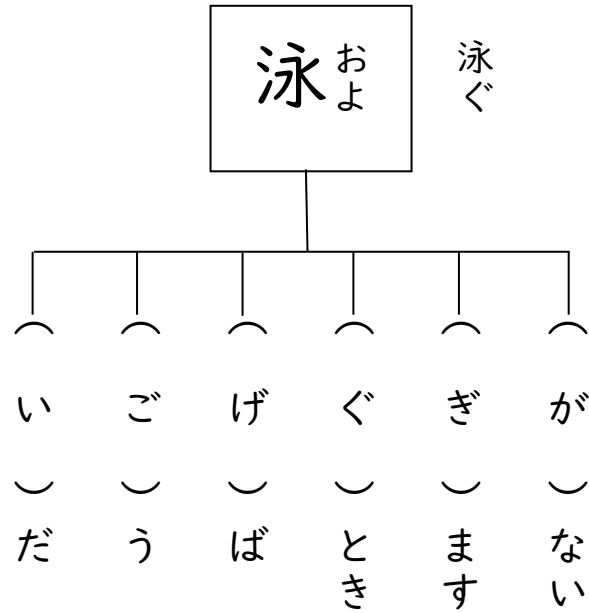 泳ぐ
泳およ
（が）ない
（ぎ）ます
（ぐ）とき
（げ）ば
（ご）う
（い）だ